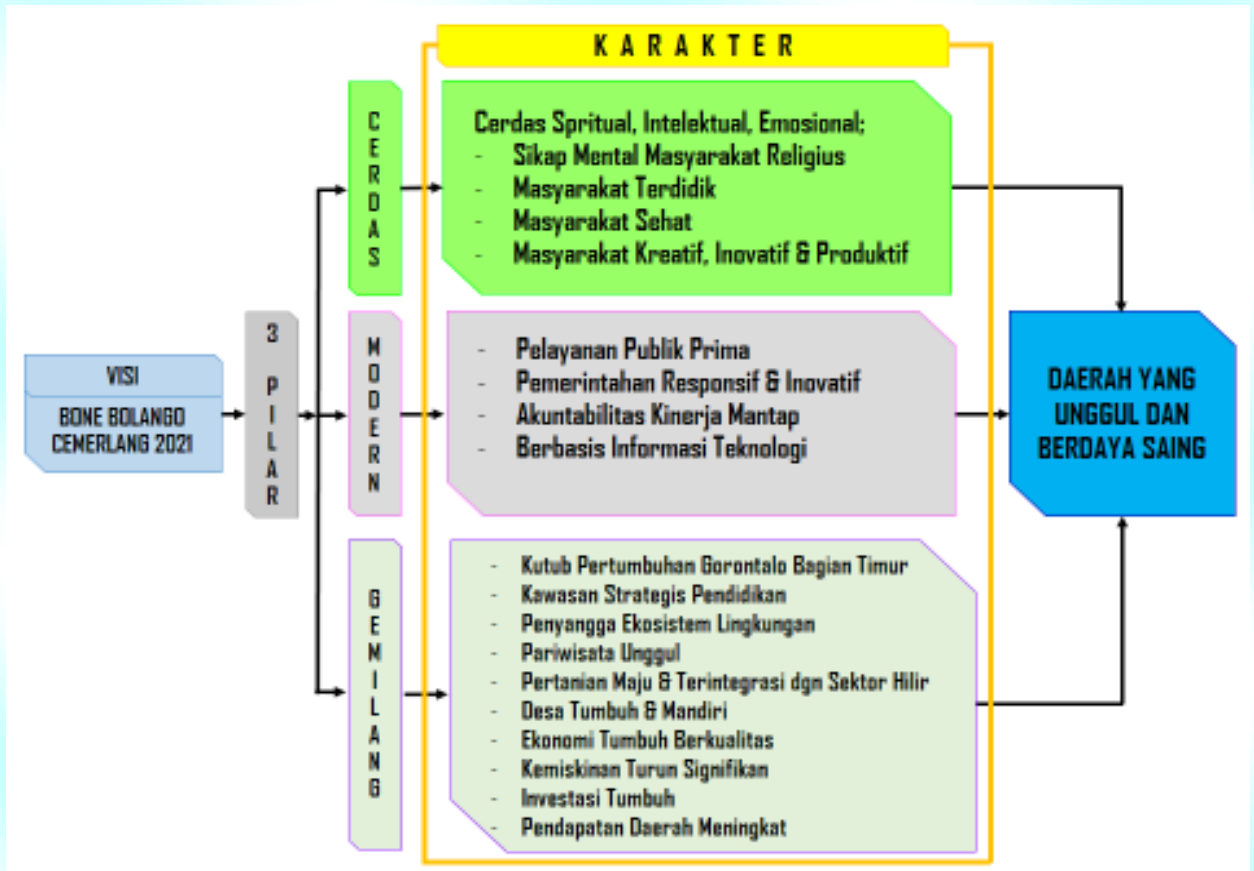 KARAKTER
VISI
BONE BOLANGO
CEMERLANG 2021
3 PILAR
CERDAS
Cerdas Spritual, Intelektual, Emosional;
- Sikap Mental Masyarakat Religius
- Masyarakat Terdidik
- Masyarakat Sehat
- Masyarakat Kreatif, Inovatif & Produktif
MODERN
- Pelayanan Publik Prima
- Pemerintahan Responsif & Inovatif
- Akuntabilitas Kinerja Mantap
- Berbasis Informasi Teknologi
GEMILANG
- Kutub Pertumbuhan Gorontalo Bagian Timur
- Kawasan Strategis Pendidikan
- Penyangga Ekosistem Lingkungan
- Pariwisata Unggul
- Pertanian Maju & Terintegrasi dgn Sektor Hilir
- Desa Tumbuh & Mandiri
- Ekonomi Tumbuh Berkualitas
- Kemiskinan Turun Signifikan
- Investasi Tumbuh
- Pendapatan Daerah Meningkat
DAERAH YANG
UNGGUL DAN
BERDAYA SAING